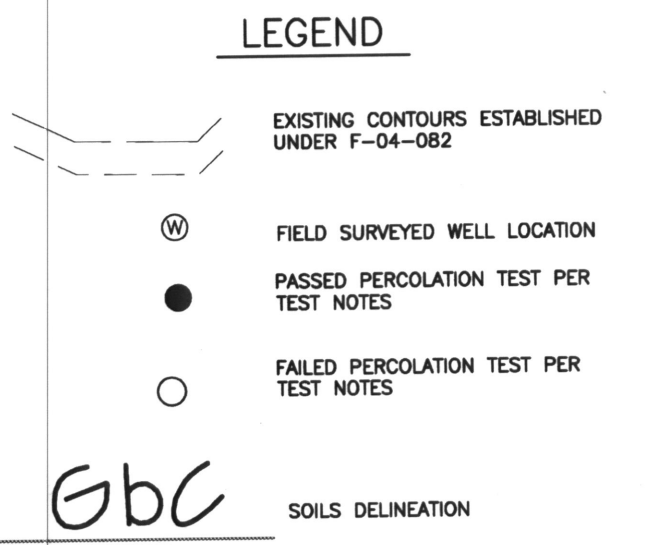 LEGEND
EXISTING CONTOURS ESTABLISHED
UNDER F-04-082
W
FIELD SURVEYED WELL LOCATION
PASSED PERCOLATION TEST PER
TEST NOTES
FAILED PERCOLATION TEST PER
TEST NOTES
GbC
SOILS DELINEATION